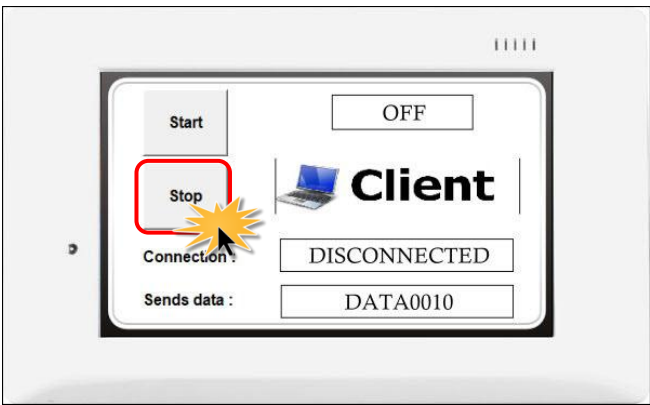 Start
OFF
Stop
Client
Connection :
DISCONNECTED
Sends data :
DATA0010